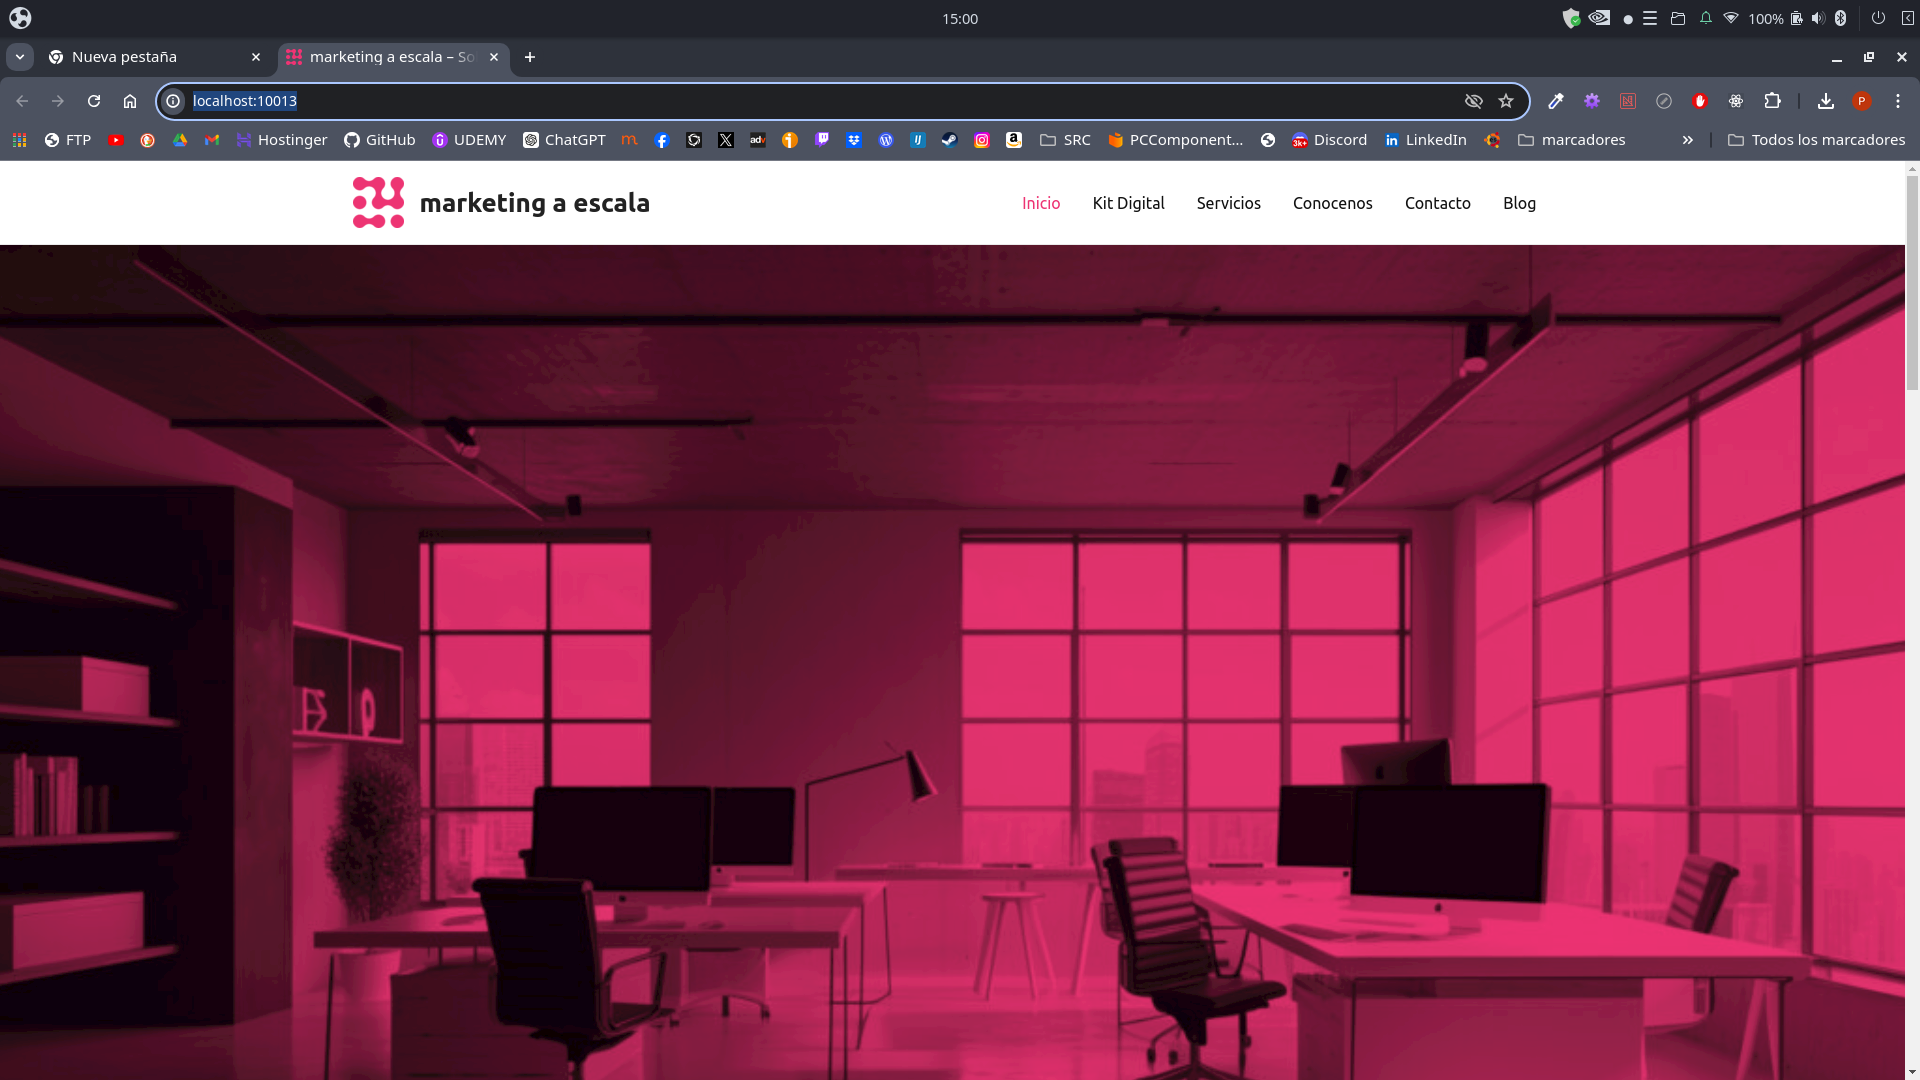 15:00
100%
Nueva pestaña
marketing a escala – So
localhost:10013
FTP
Hostinger
GitHub
UDEMY
ChatGPT
SRC
PCComponent...
Discord
LinkedIn
marcadores
Todos los marcadores
marketing a escala
Inicio
Kit Digital
Servicios
Conocenos
Contacto
Blog